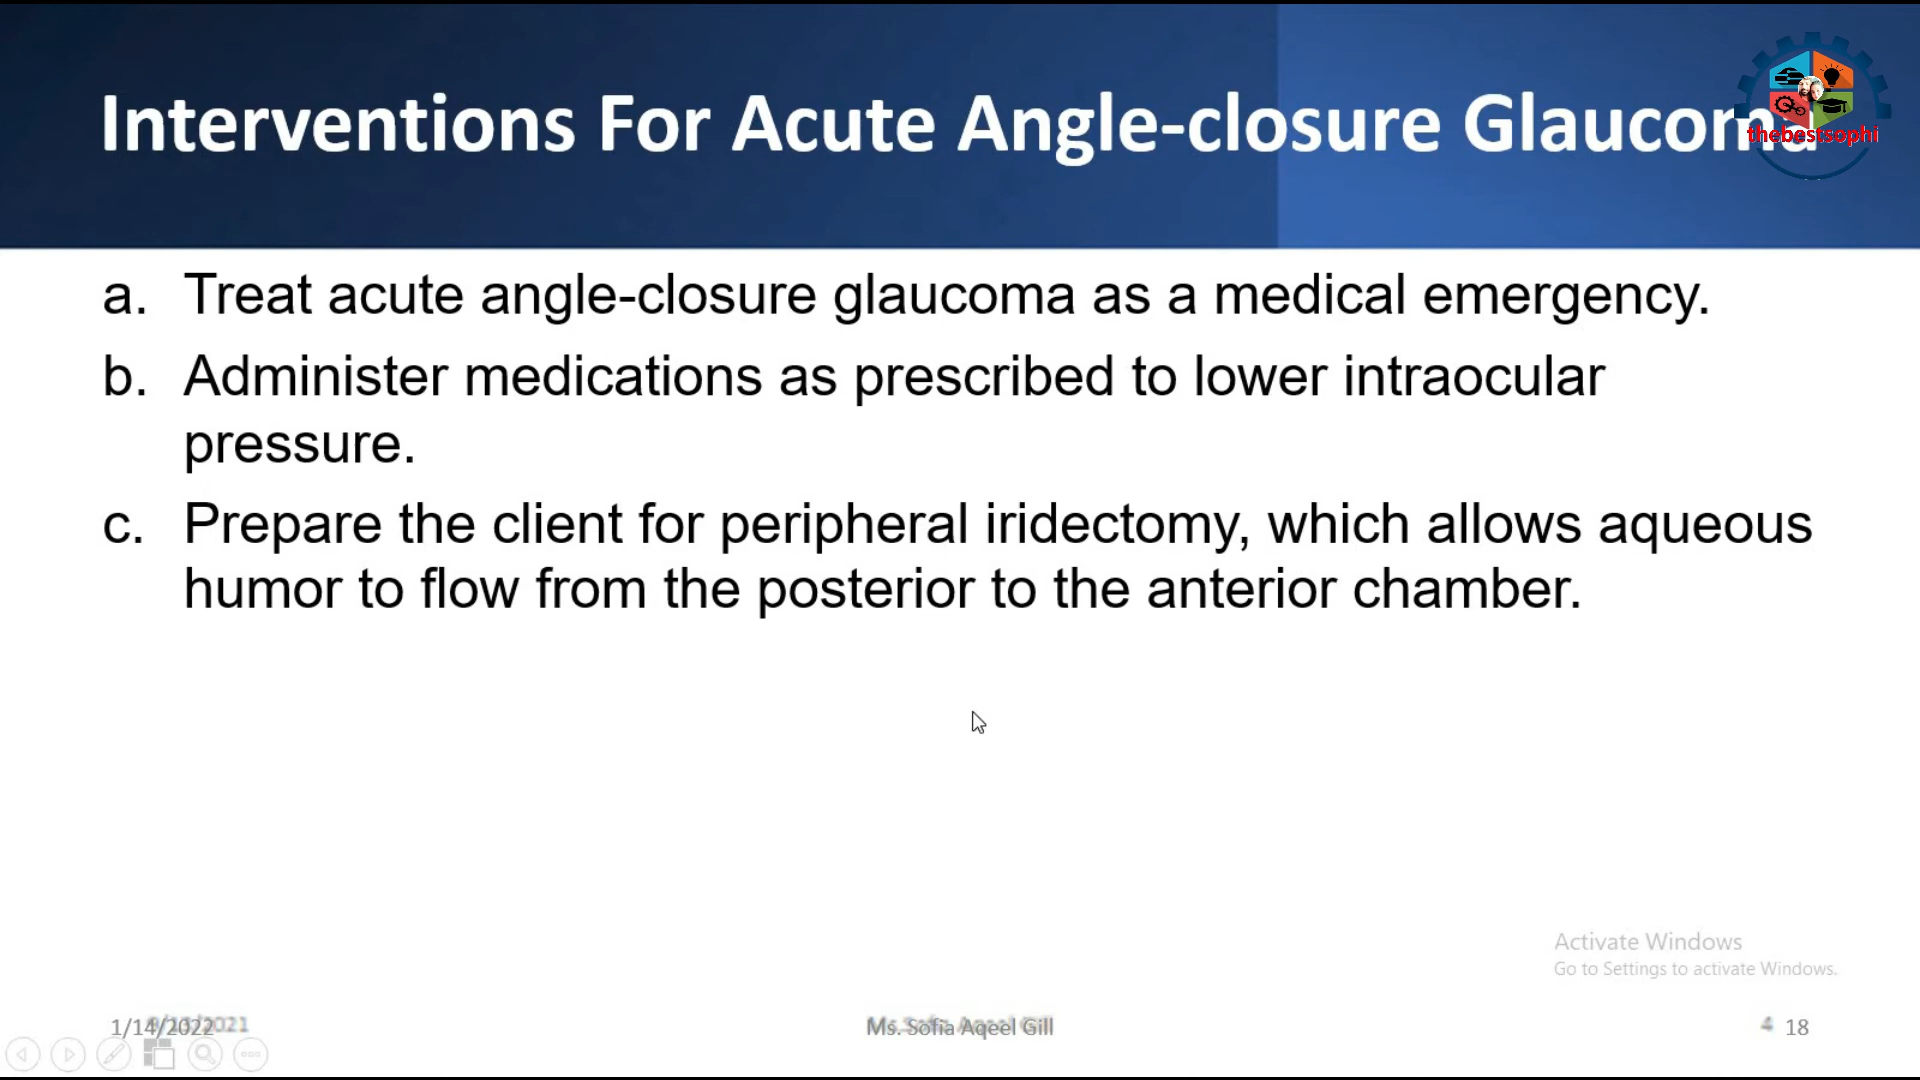 Interventions For Acute Angle-closure Glaucoma
thebestsophi
a. Treat acute angle-closure glaucoma as a medical emergency.
b. Administer medications as prescribed to lower intraocular
pressure.
c. Prepare the client for peripheral iridectomy, which allows aqueous
humor to flow from the posterior to the anterior chamber.
Activate Windows
Go to Settings to activate Windows.
1/14/2022
Ms. Sofia Aqeel Gill
4 18